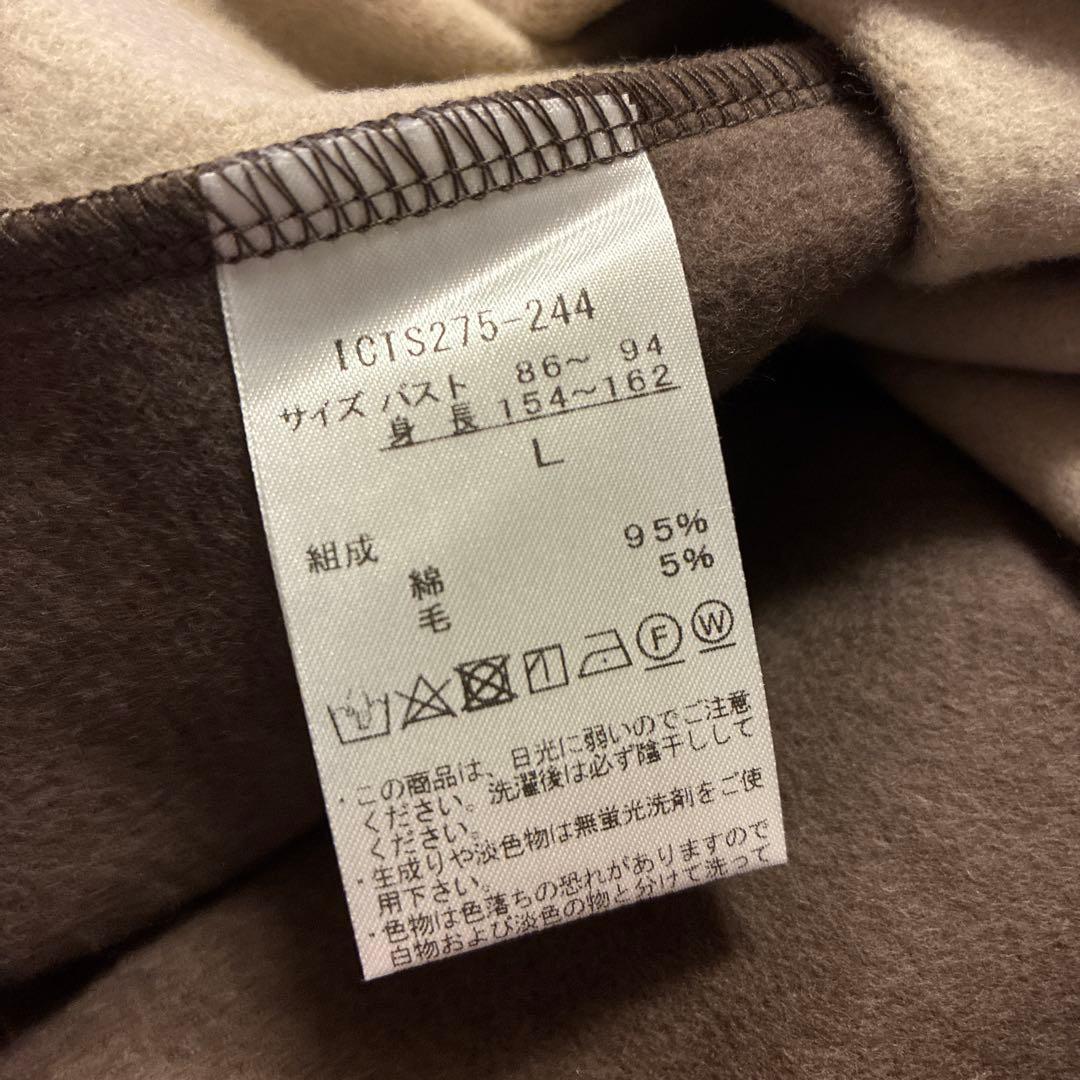 ICTS275-244
サイズ バスト 86～ 94
身長 154～162
L
組成
綿 95%
毛 5%
F W
・この商品は、日光に弱いのでご注意
ください。洗濯後は必ず陰干しして
ください。
・生成りや淡色物は無蛍光洗剤をご使
用下さい。
・色物は色落ちの恐れがありますので
白物および淡色の物と分けて洗って